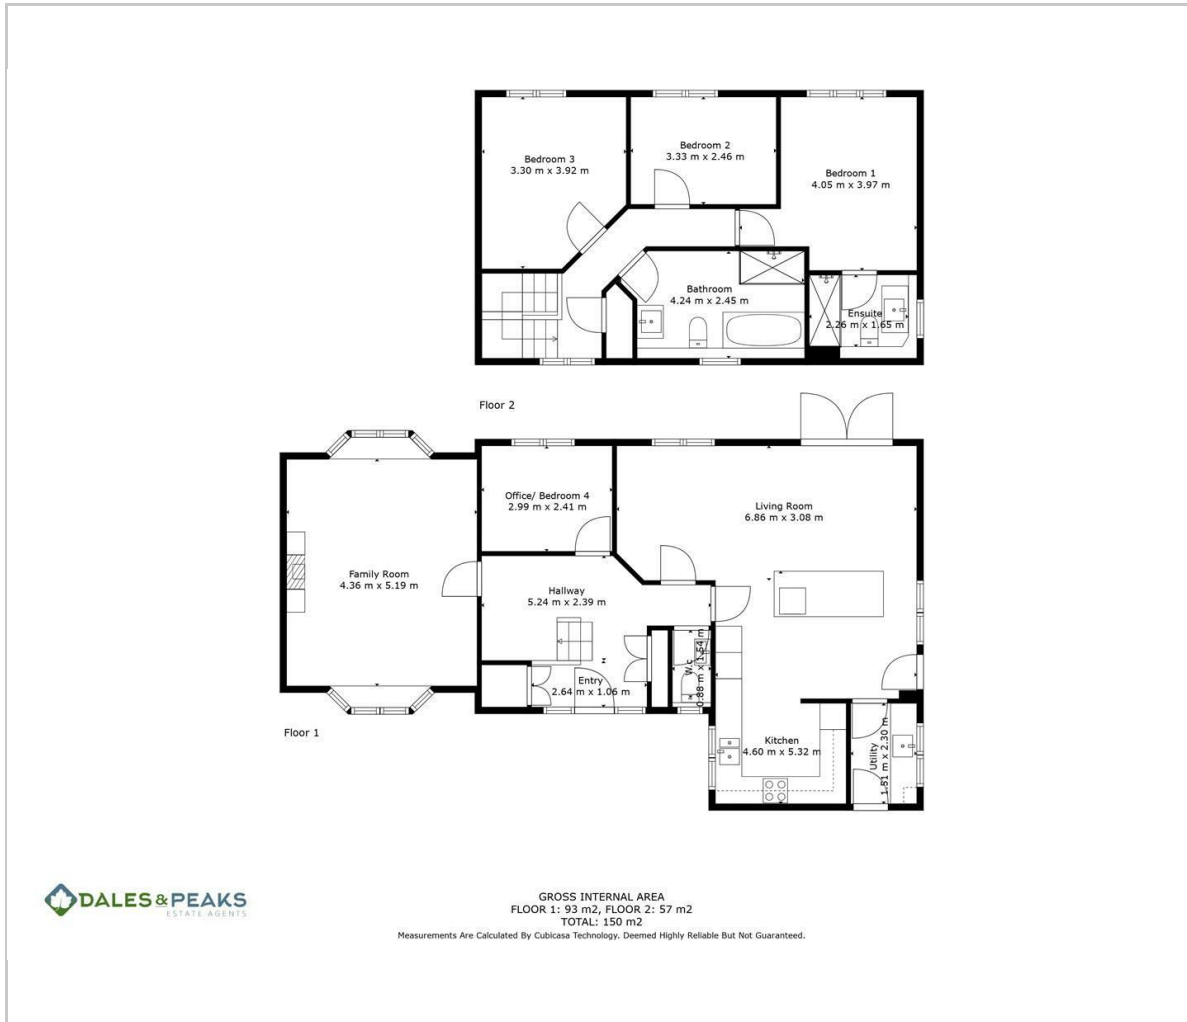 Bedroom 3
3.30 m x 3.92 m
Bedroom 2
3.33 m x 2.46 m
Bedroom 1
4.05 m x 3.97 m
Bathroom
4.24 m x 2.45 m
Ensuite
2.26 m x 1.65 m
Floor 2
Office/ Bedroom 4
2.99 m x 2.41 m
Living Room
6.86 m x 3.08 m
Family Room
4.36 m x 5.19 m
Hallway
5.24 m x 2.39 m
W.c
0.88 m x 1.54 m
Entry
2.64 m x 1.06 m
Floor 1
Kitchen
4.60 m x 5.32 m
Utility
1.51 m x 2.30 m
DALES & PEAKS
ESTATE AGENTS
GROSS INTERNAL AREA
FLOOR 1: 93 m2, FLOOR 2: 57 m2
TOTAL: 150 m2
Measurements Are Calculated By Cubicasa Technology. Deemed Highly Reliable But Not Guaranteed.